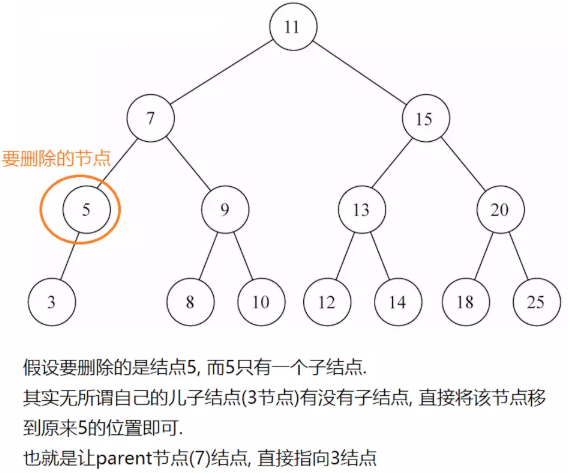 11
7
15
要删除的节点
5
9
13
20
3
8
10
12
14
18
25
假设要删除的是结点5, 而5只有一个子结点.
其实无所谓自己的儿子结点(3节点)有没有子结点, 直接将该节点移
到原来5的位置即可.
也就是让parent节点(7)结点, 直接指向3结点